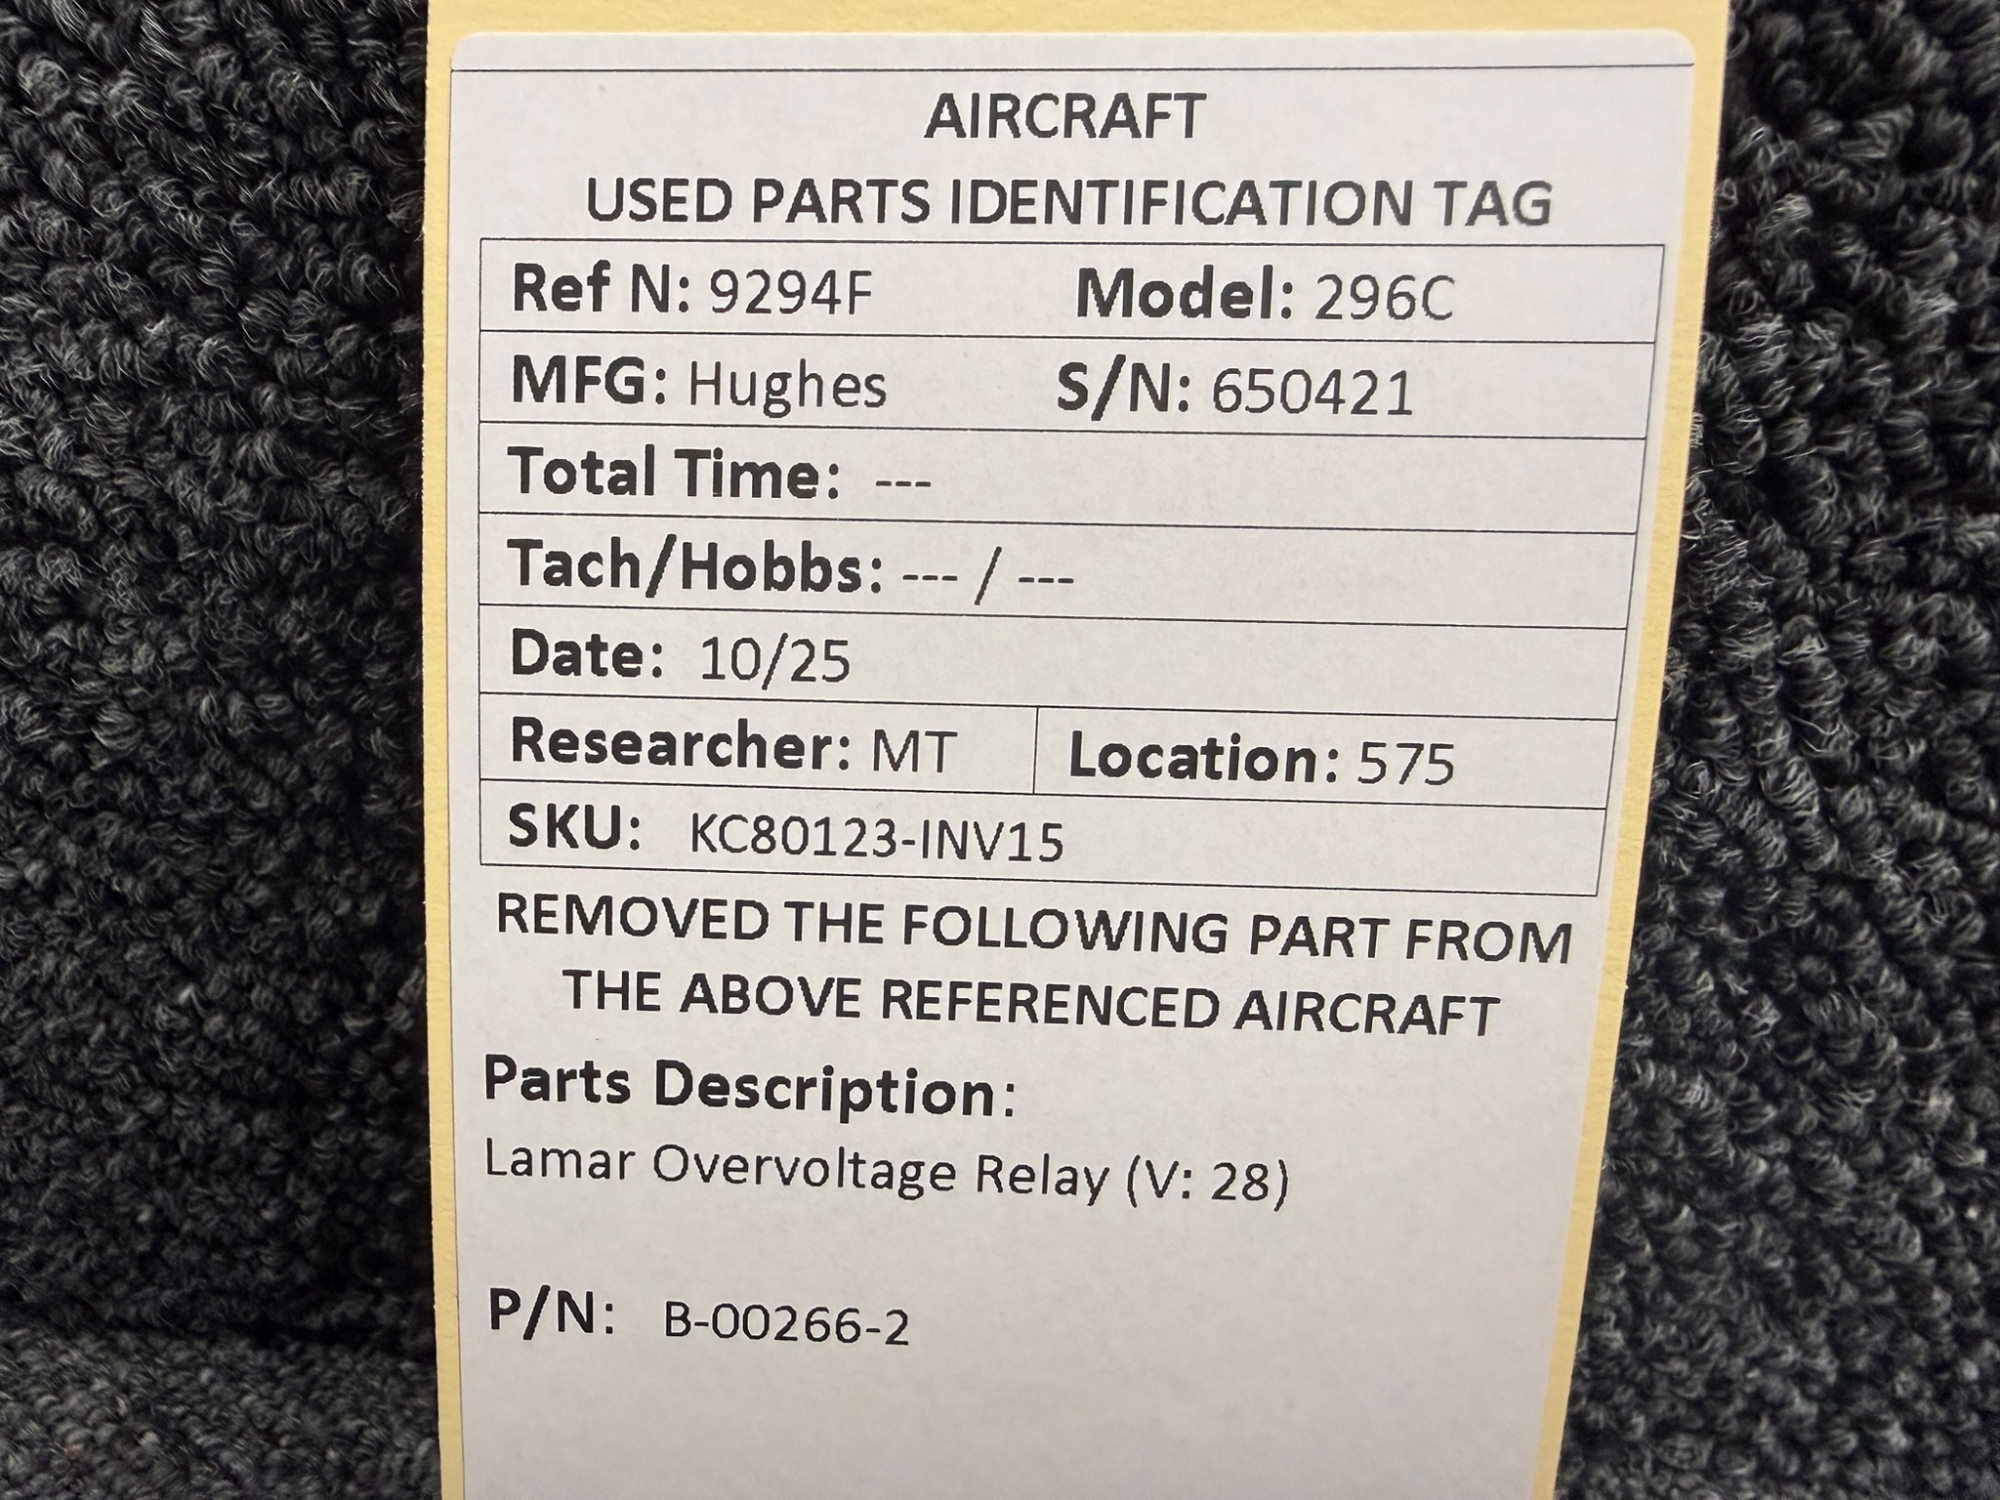 AIRCRAFT
USED PARTS IDENTIFICATION TAG
Ref N: 9294F Model: 296C
MFG: Hughes S/N: 650421
Total Time: ---
Tach/Hobbs: --- / ---
Date: 10/25
Researcher: MT Location: 575
SKU: KC80123-INV15
REMOVED THE FOLLOWING PART FROM
THE ABOVE REFERENCED AIRCRAFT
Parts Description:
Lamar Overvoltage Relay (V: 28)
P/N: B-00266-2